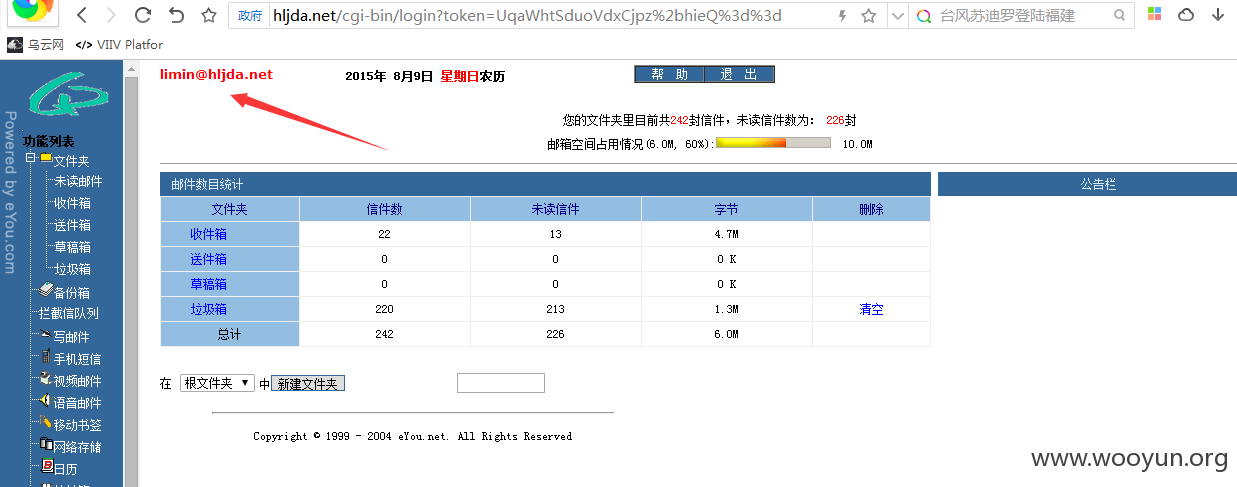 政府 hljda.net/cgi-bin/login?token=UqaWhtSduoVdxCjpz%2bhieQ%3d%3d 台风苏迪罗登陆福建
乌云网 </> VIIV Platfor
limin@hljda.net 2015年 8月9日 星期日农历 帮 助 退 出
您的文件夹里目前共242封信件，未读信件数为： 226封
邮箱空间占用情况(6.0M, 60%): 10.0M
Powered by eYou.com
功能列表
文件夹
未读邮件
收件箱
送件箱
草稿箱
垃圾箱
备份箱
拦截信队列
写邮件
手机短信
视频邮件
语音邮件
移动书签
网络存储
日历
邮件数目统计 公告栏
文件夹 信件数 未读信件 字节 删除
收件箱 22 13 4.7M
送件箱 0 0 0 K
草稿箱 0 0 0 K
垃圾箱 220 213 1.3M 清空
总计 242 226 6.0M
在 根文件夹 中 新建文件夹
Copyright © 1999 - 2004 eYou.net. All Rights Reserved
www.wooyun.org